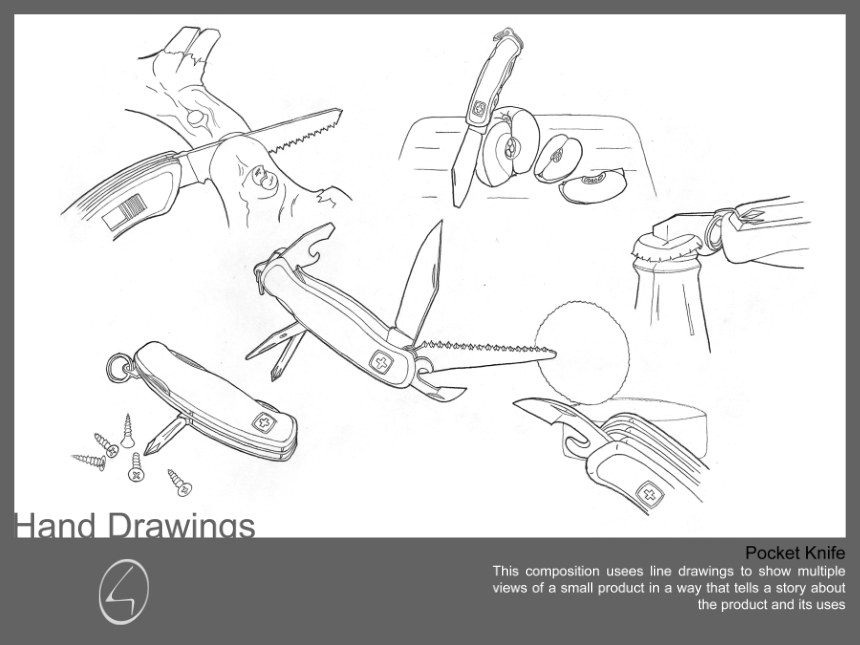 Hand Drawings
Pocket Knife
This composition usees line drawings to show multiple
views of a small product in a way that tells a story about
the product and its uses